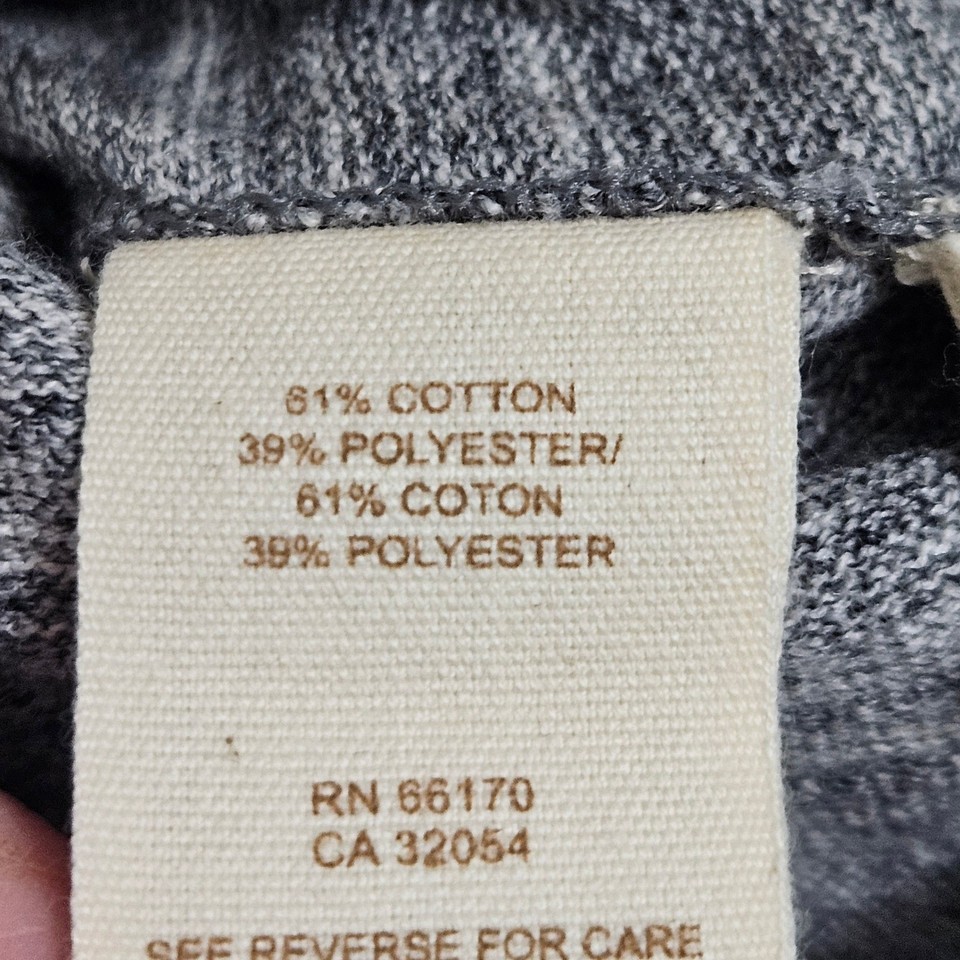 61% COTTON
39% POLYESTER/
61% COTON
39% POLYESTER
RN 66170
CA 32054
SEE REVERSE FOR CARE